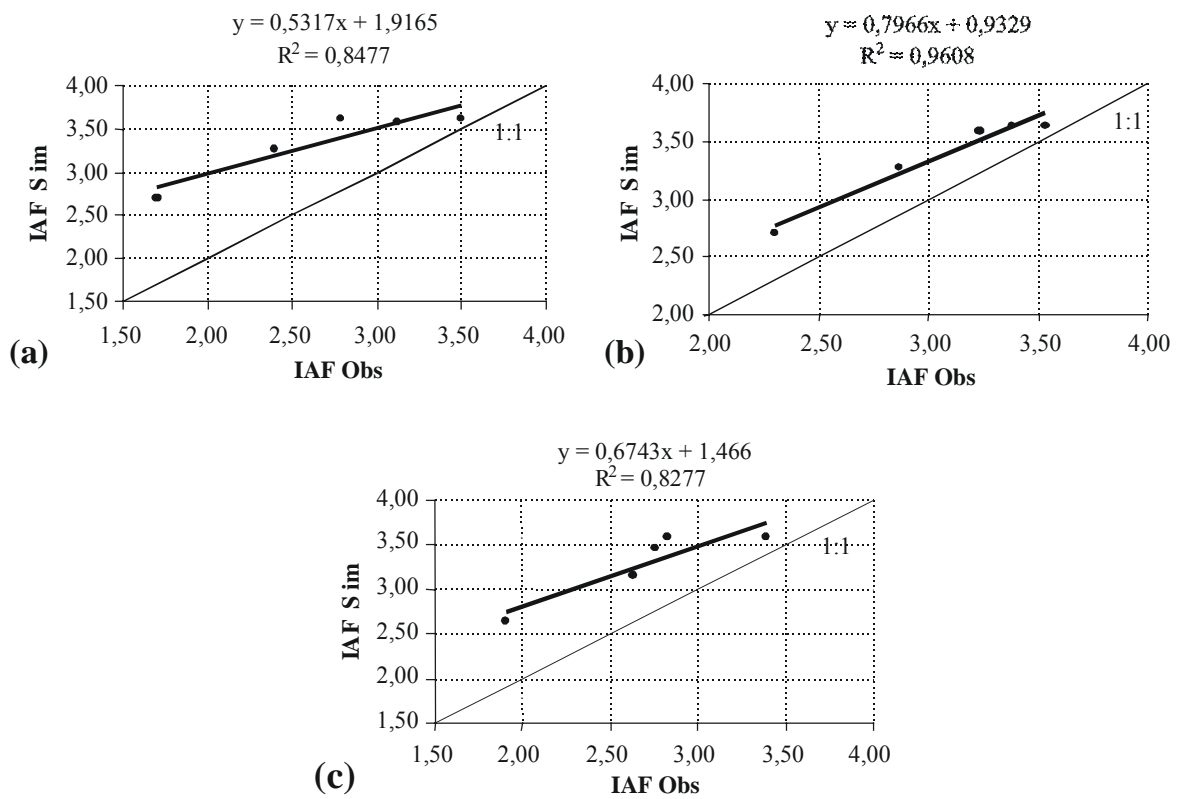 y = 0,5317x + 1,9165
R² = 0,8477
4,00
3,50
3,00
2,50
2,00
1,50
IAF S im
1:1
1,50 2,00 2,50 3,00 3,50 4,00
IAF Obs
(a)
y = 0,7966x + 0,9329
R² = 0,9608
4,00
3,50
3,00
2,50
2,00
IAF S im
1:1
2,00 2,50 3,00 3,50 4,00
IAF Obs
(b)
y = 0,6743x + 1,466
R² = 0,8277
4,00
3,50
3,00
2,50
2,00
1,50
IAF S im
1:1
1,50 2,00 2,50 3,00 3,50 4,00
IAF Obs
(c)